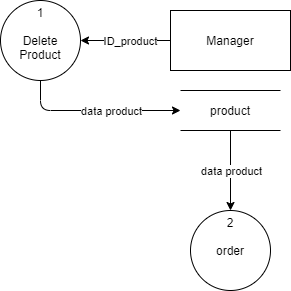 1
Delete
Product
ID_product
Manager
data product
product
data product
2
order